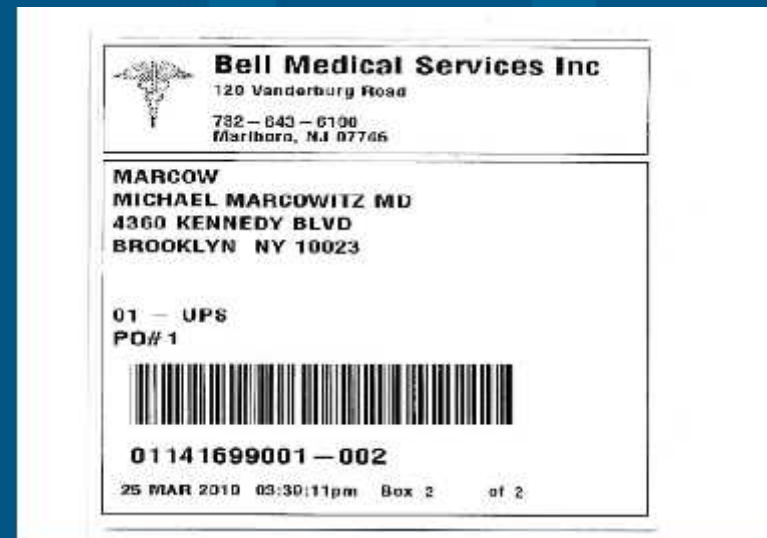 Bell Medical Services Inc
120 Vanderburg Road
732-643-6100
Marlboro, NJ 07746
MARCOW
MICHAEL MARCOWITZ MD
4360 KENNEDY BLVD
BROOKLYN NY 10023
01 - UPS
PO# 1
01141699001-002
25 MAR 2010 03:30:11pm Box 2 of 2